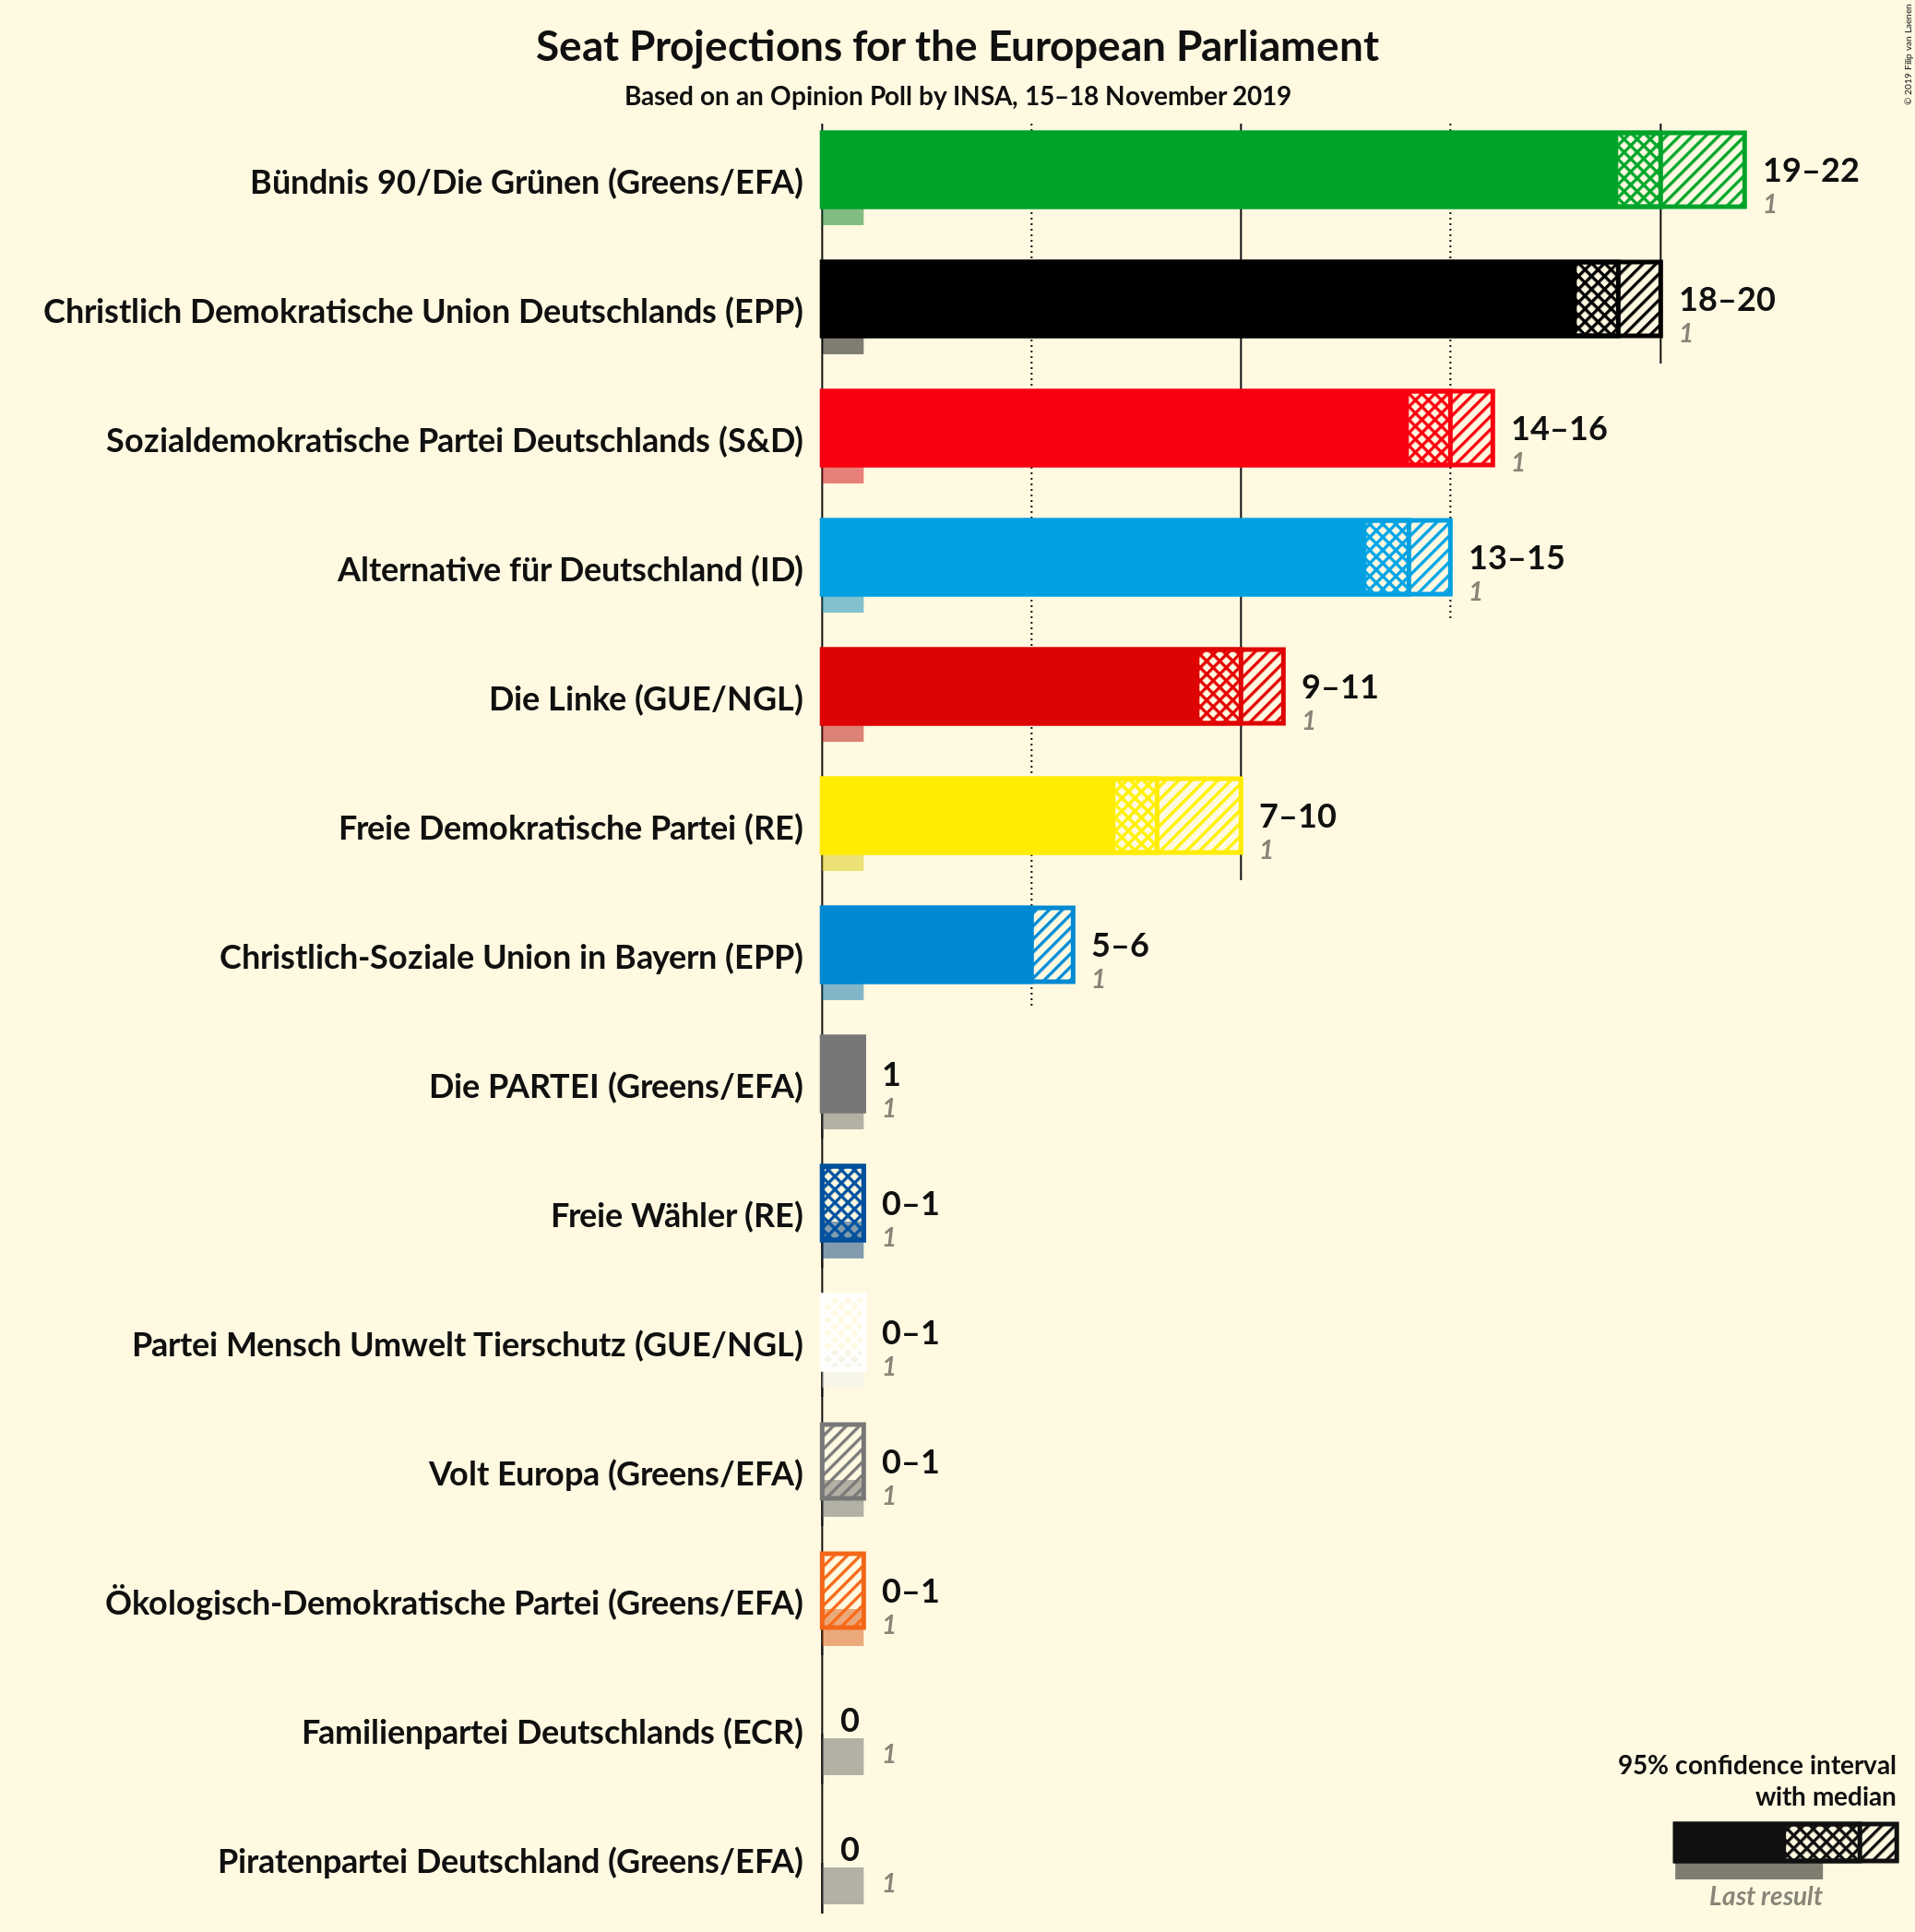 Seat Projections for the European Parliament
Based on an Opinion Poll by INSA, 15–18 November 2019
© 2019 Filip van Laenen
Bündnis 90/Die Grünen (Greens/EFA)
19–22
1
Christlich Demokratische Union Deutschlands (EPP)
18–20
1
Sozialdemokratische Partei Deutschlands (S&D)
14–16
1
Alternative für Deutschland (ID)
13–15
1
Die Linke (GUE/NGL)
9–11
1
Freie Demokratische Partei (RE)
7–10
1
Christlich-Soziale Union in Bayern (EPP)
5–6
1
Die PARTEI (Greens/EFA)
1
1
Freie Wähler (RE)
0–1
1
Partei Mensch Umwelt Tierschutz (GUE/NGL)
0–1
1
Volt Europa (Greens/EFA)
0–1
1
Ökologisch-Demokratische Partei (Greens/EFA)
0–1
1
Familienpartei Deutschlands (ECR)
0
1
Piratenpartei Deutschland (Greens/EFA)
0
1
95% confidence interval
with median
Last result